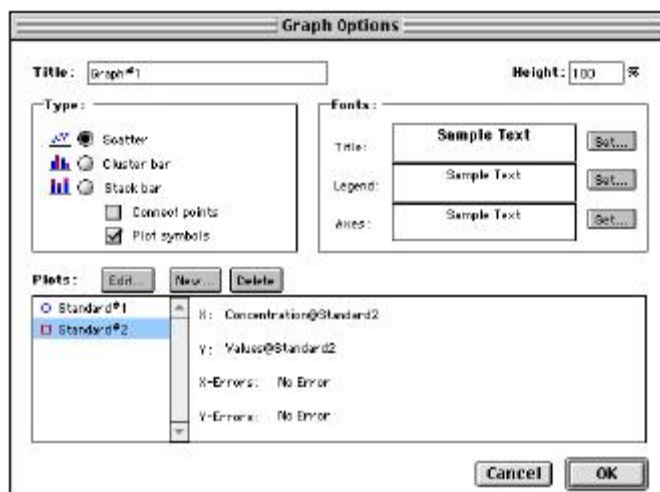 Graph Options
Title: Graph#1 Height: 100 %
Type:
Scatter
Cluster bar
Stack bar
Connect points
Plot symbols
Fonts:
Title: Sample Text Set...
Legend: Sample Text Set...
Axes: Sample Text Set...
Plots: Edit... New... Delete
Standard#1
Standard#2
X: Concentration@Standard2
Y: Values@Standard2
X-Errors: No Error
Y-Errors: No Error
Cancel OK